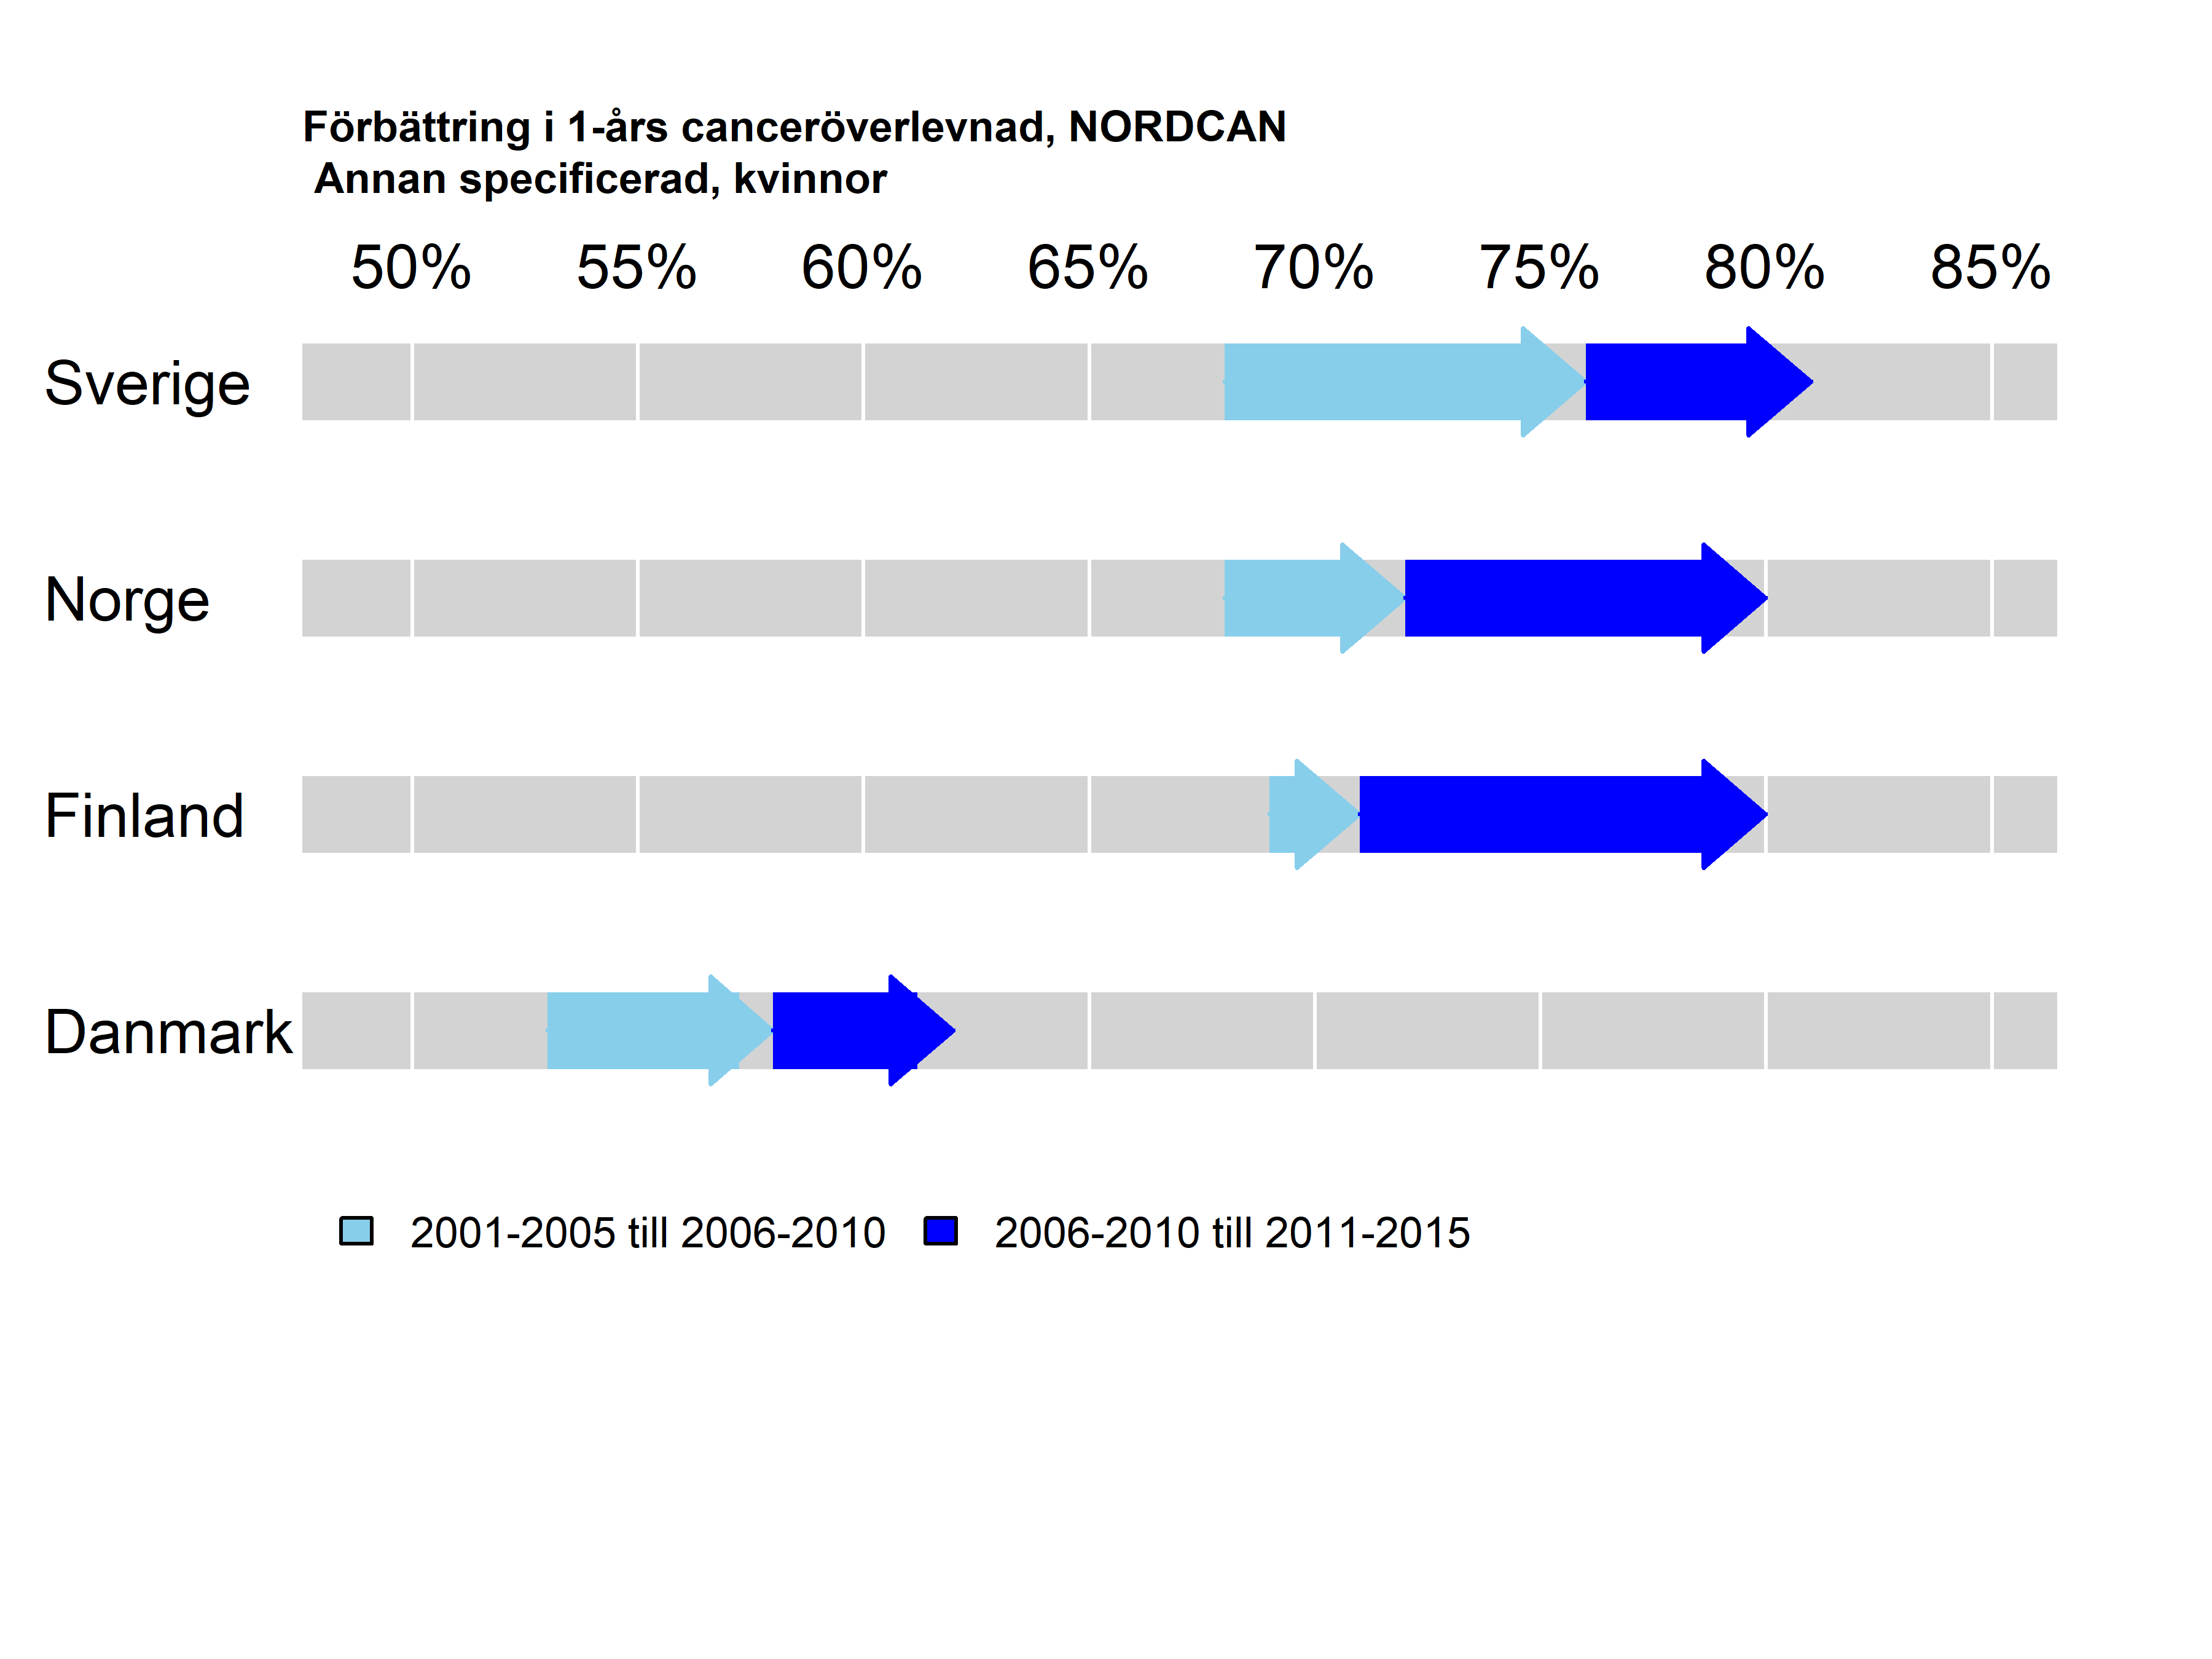 Förbättring i 1-års canceröverlevnad, NORDCAN
Annan specificerad, kvinnor
50% 55% 60% 65% 70% 75% 80% 85%
Sverige
Norge
Finland
Danmark
2001-2005 till 2006-2010 2006-2010 till 2011-2015